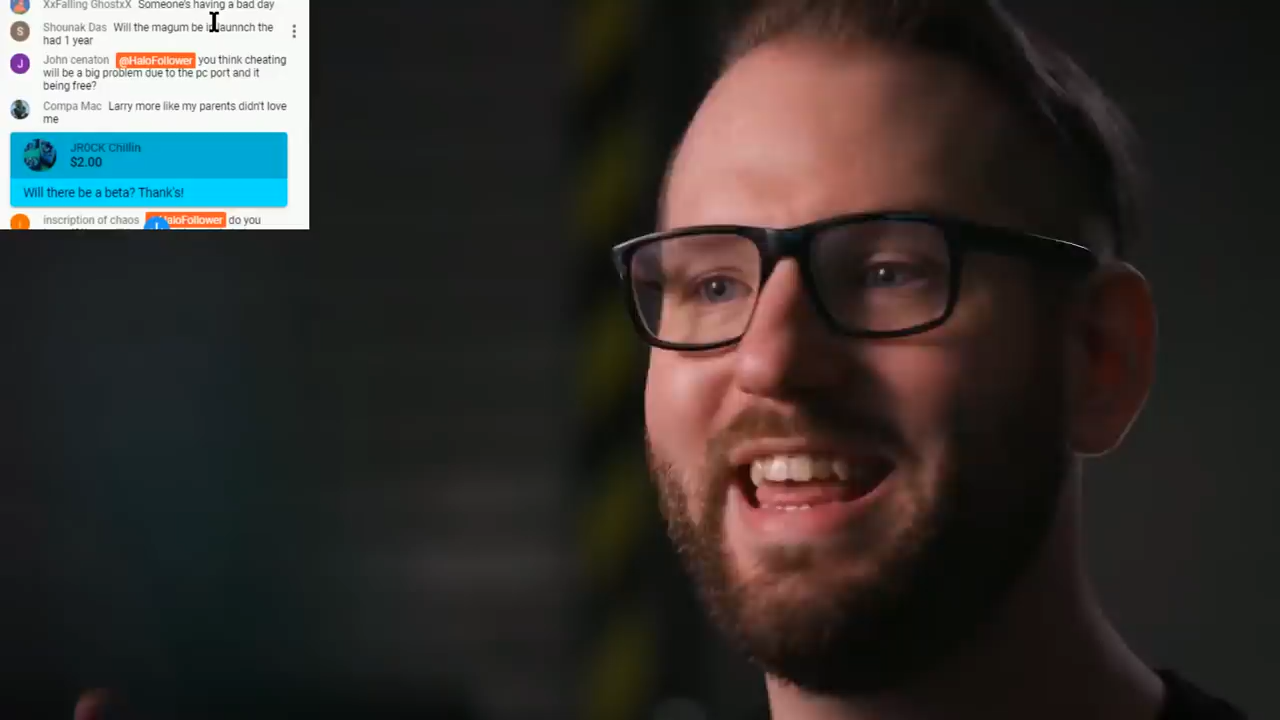 XxFalling GhostxX Someone's having a bad day
Shounak Das Will the magum be in launnch the
had 1 year
John cenaton @HaloFollower you think cheating
will be a big problem due to the pc port and it
being free?
Compa Mac Larry more like my parents didn't love
me
JROCK Chillin
$2.00
Will there be a beta? Thank's!
inscription of chaos @HaloFollower do you